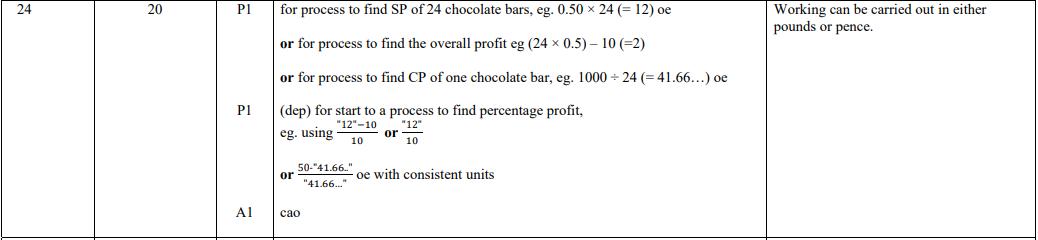 24 20 P1 for process to find SP of 24 chocolate bars, eg. 0.50 × 24 (= 12) oe Working can be carried out in either
pounds or pence.
or for process to find the overall profit eg (24 × 0.5) – 10 (=2)
or for process to find CP of one chocolate bar, eg. 1000 ÷ 24 (= 41.66…) oe
P1 (dep) for start to a process to find percentage profit,
eg. using "12"−10/10 or "12"/10
or 50-"41.66.."/"41.66…" oe with consistent units
A1 cao